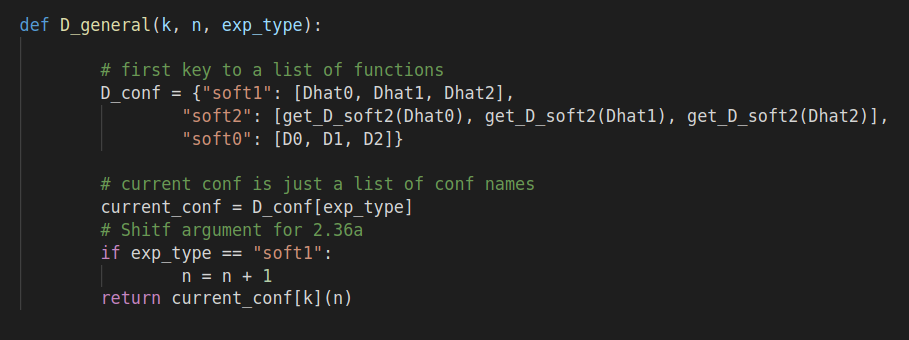 def D_general(k, n, exp_type):
# first key to a list of functions
D_conf = {"soft1": [Dhat0, Dhat1, Dhat2],
"soft2": [get_D_soft2(Dhat0), get_D_soft2(Dhat1), get_D_soft2(Dhat2)],
"soft0": [D0, D1, D2]}
# current conf is just a list of conf names
current_conf = D_conf[exp_type]
# Shitf argument for 2.36a
if exp_type == "soft1":
n = n + 1
return current_conf[k](n)